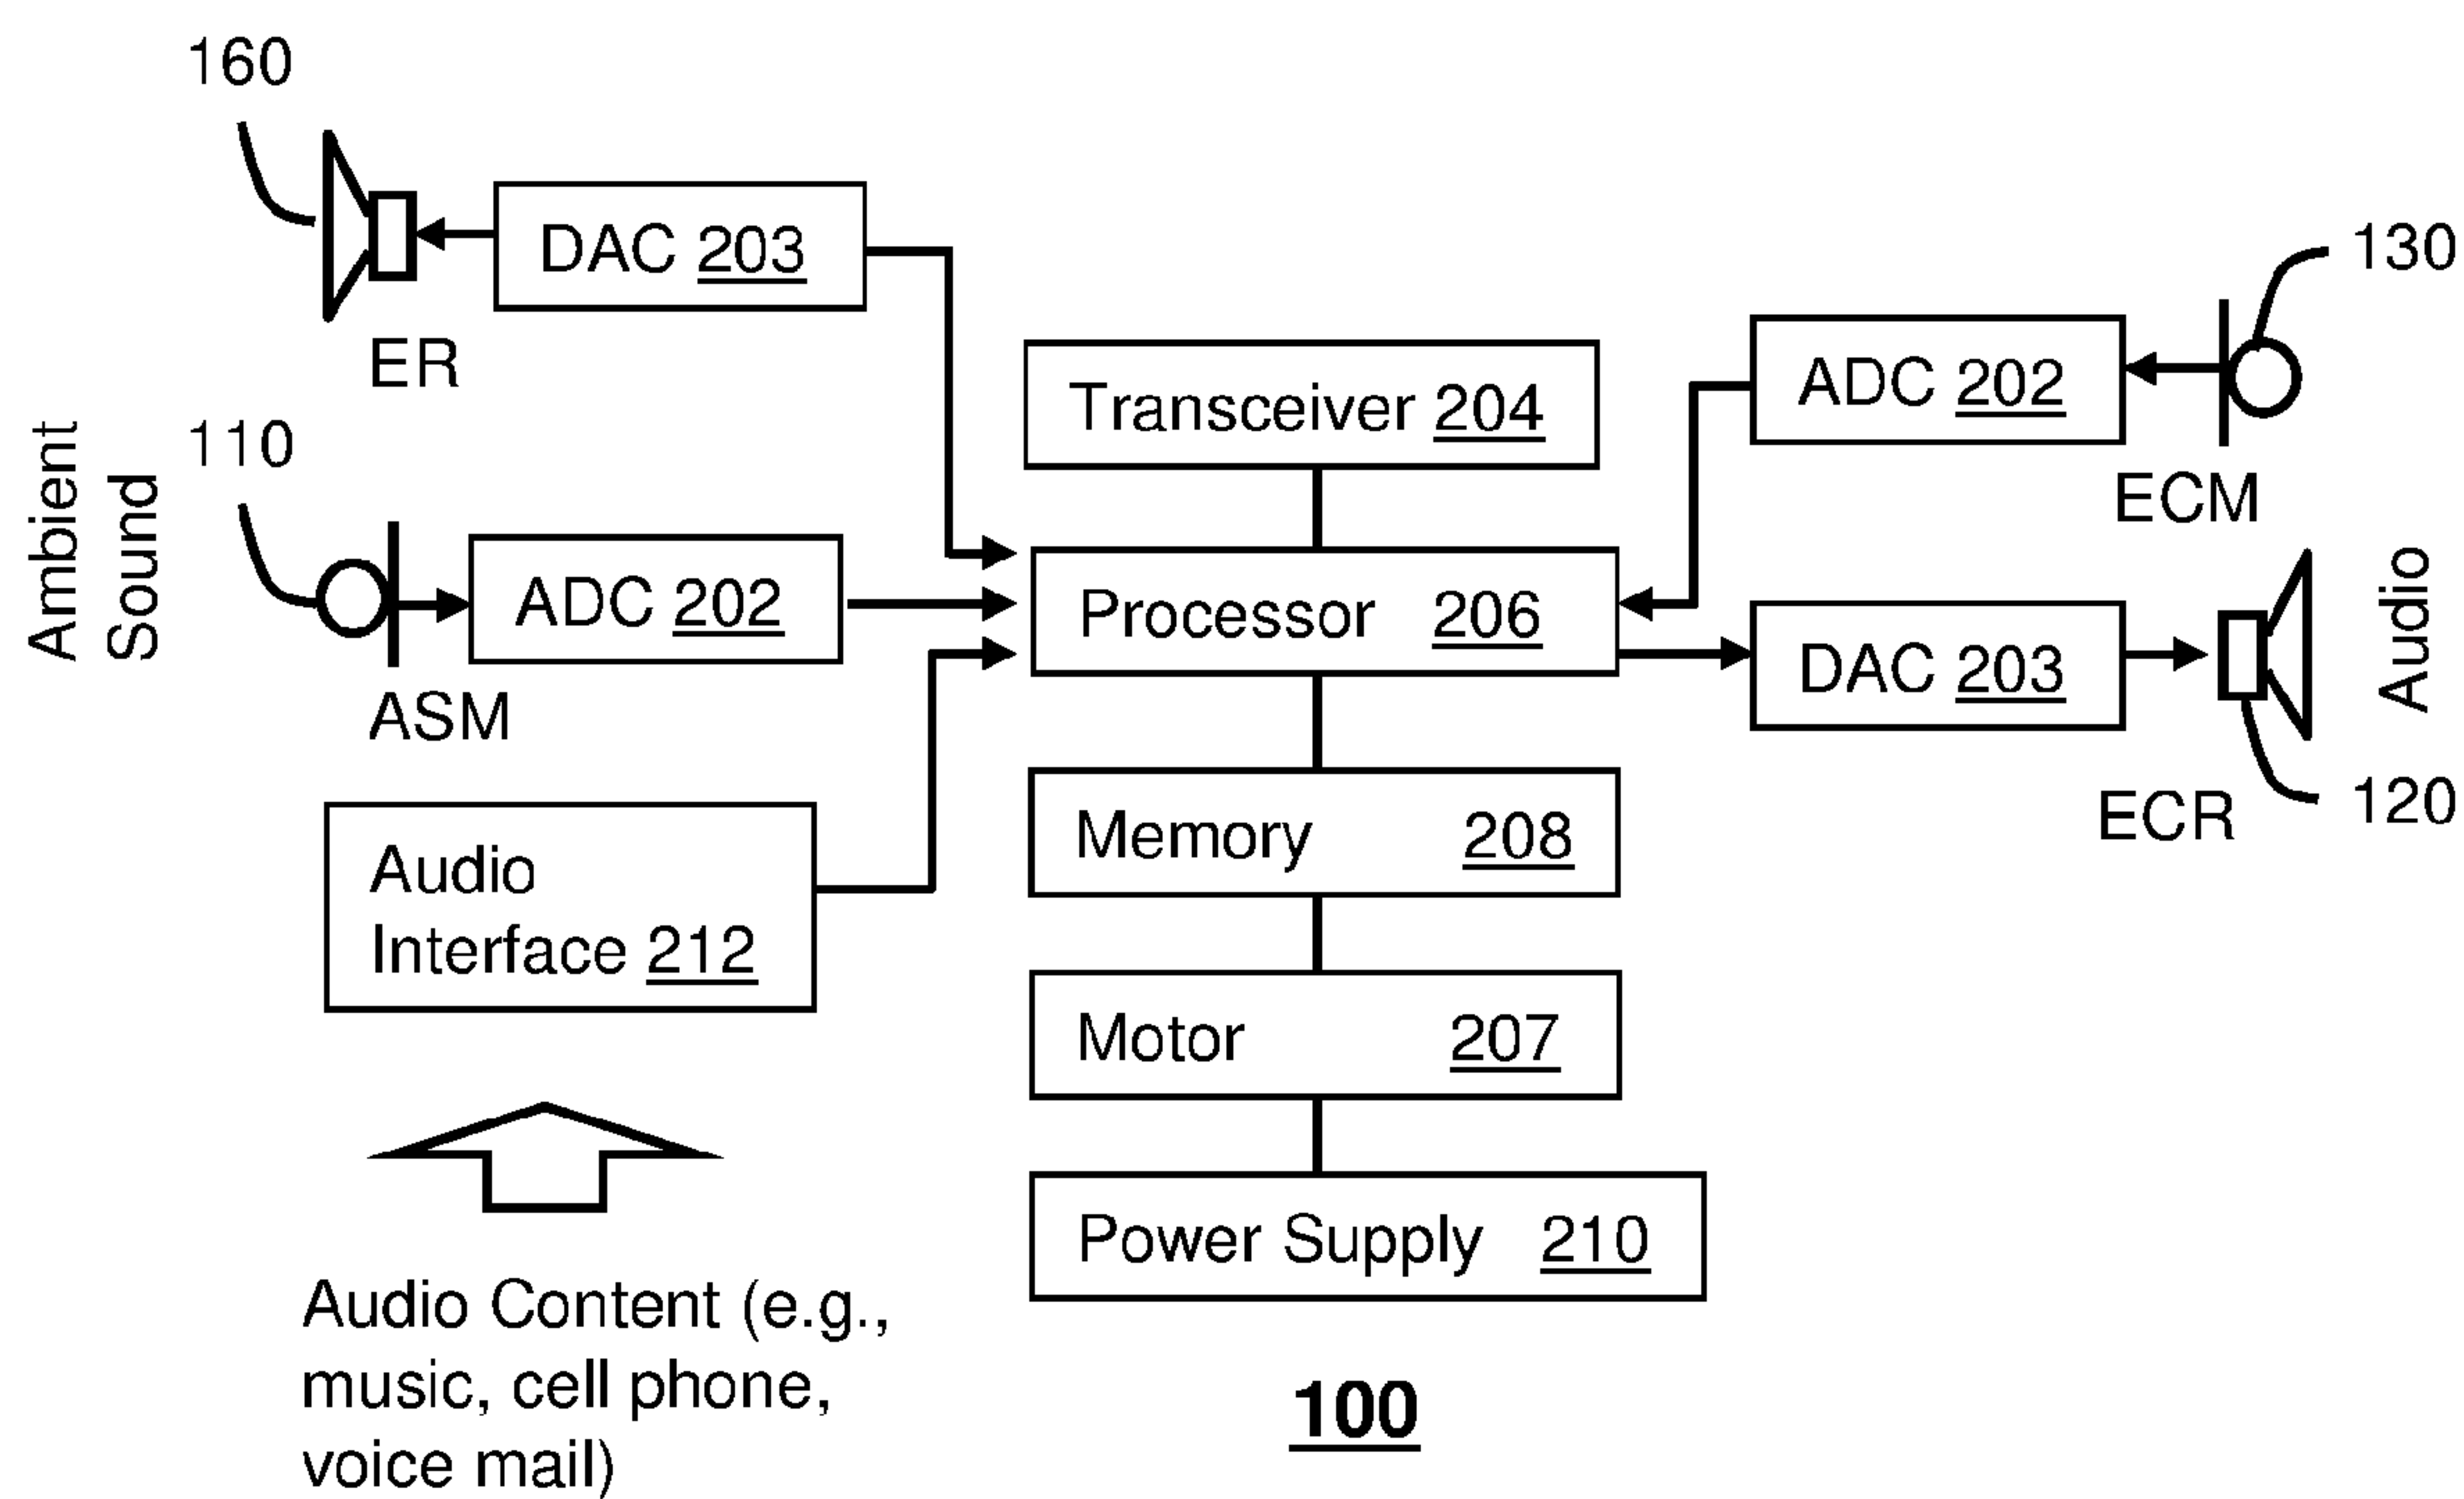 160
DAC 203
ER
130
ADC 202
ECM
Transceiver 204
Ambient
Sound
110
ADC 202
ASM
Processor 206
DAC 203
Audio
120
ECR
Audio
Interface 212
Memory 208
Motor 207
Power Supply 210
Audio Content (e.g.,
music, cell phone,
voice mail)
100